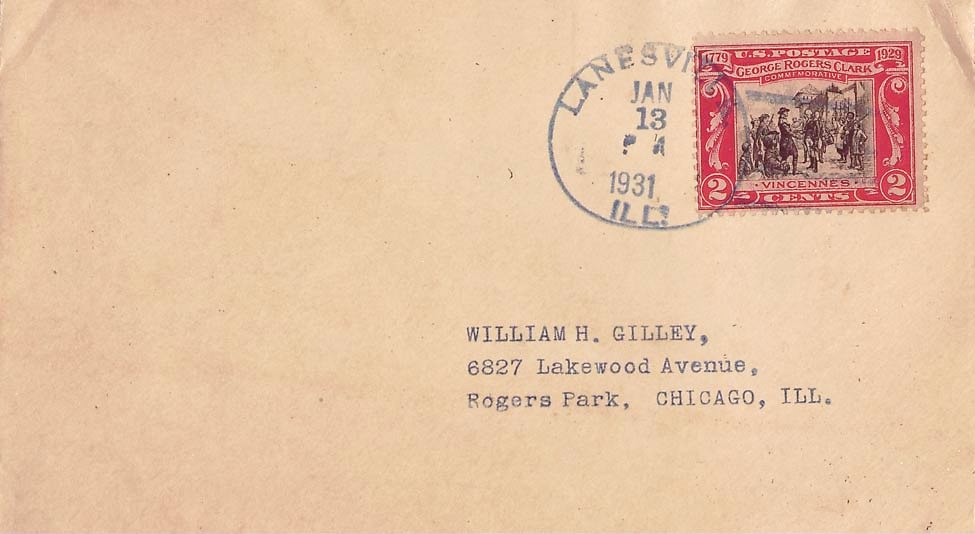 LANESVILLE
JAN
13
P M
1931
ILL.
1779 U.S. POSTAGE 1929
GEORGE ROGERS CLARK
COMMEMORATIVE
VINCENNES
2 CENTS 2
WILLIAM H. GILLEY,
6827 Lakewood Avenue,
Rogers Park, CHICAGO, ILL.